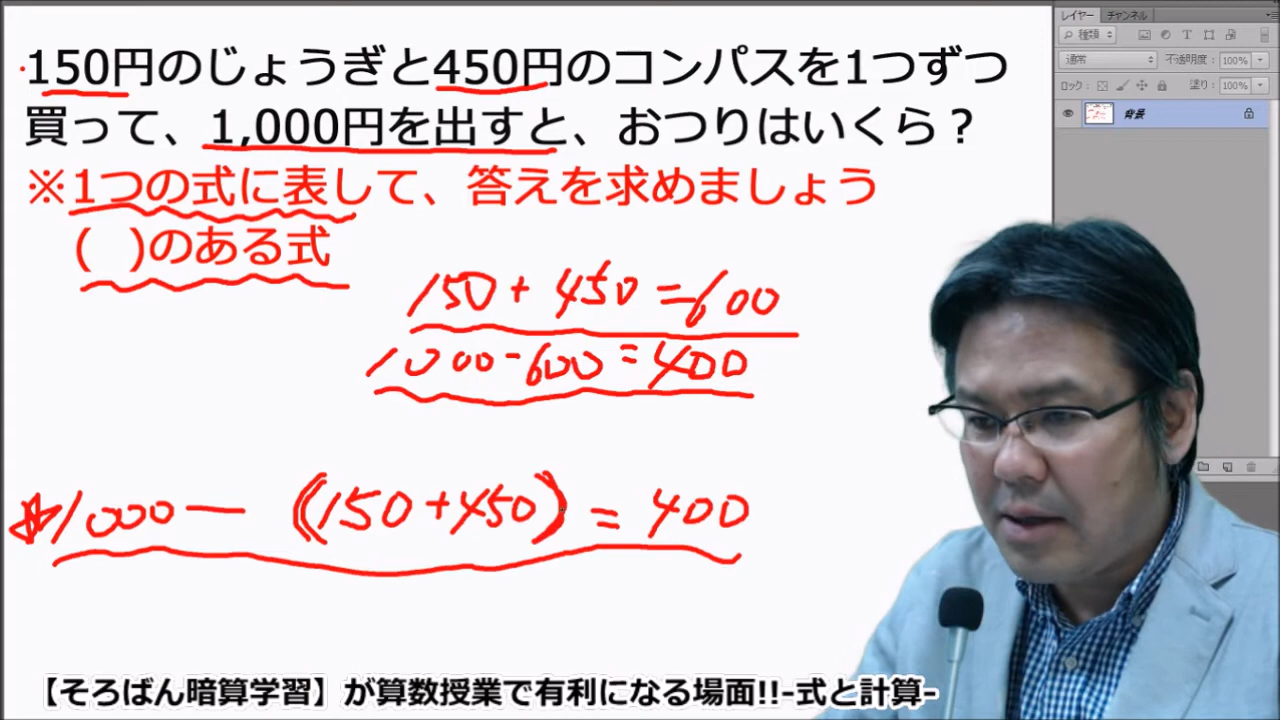 150円のじょうぎと450円のコンパスを1つずつ
買って、1,000円を出すと、おつりはいくら？
※1つの式に表して、答えを求めましょう
(　)のある式
150+450=600
1000-600=400
1000-(150+450)=400
【そろばん暗算学習】が算数授業で有利になる場面!!-式と計算-
レイヤー チャンネル
種類
通常 不透明度: 100%
ロック: 塗り: 100%
背景